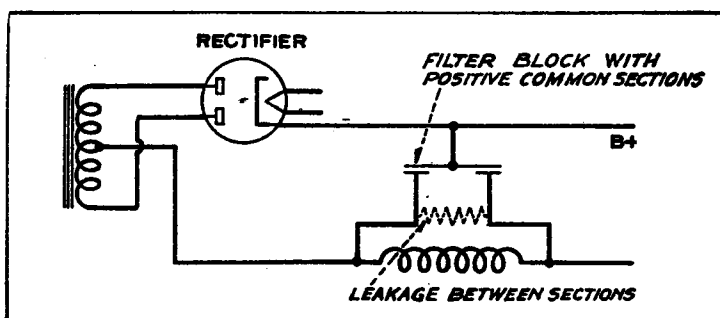 RECTIFIER
FILTER BLOCK WITH
POSITIVE COMMON SECTIONS
B+
LEAKAGE BETWEEN SECTIONS